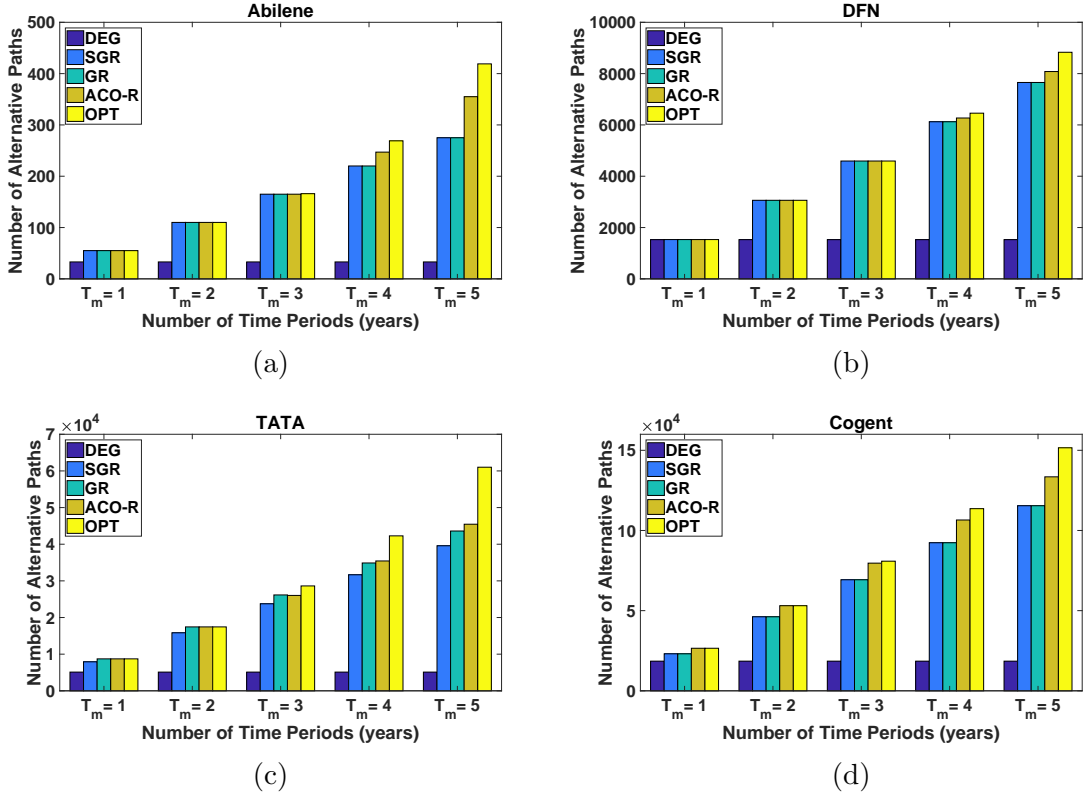 Abilene
500
400
300
200
100
0
Number of Alternative Paths
DEG
SGR
GR
ACO-R
OPT
T_m= 1 T_m= 2 T_m= 3 T_m= 4 T_m= 5
Number of Time Periods (years)
(a)
DFN
10000
8000
6000
4000
2000
0
Number of Alternative Paths
DEG
SGR
GR
ACO-R
OPT
T_m= 1 T_m= 2 T_m= 3 T_m= 4 T_m= 5
Number of Time Periods (years)
(b)
TATA
×10^4
7
6
5
4
3
2
1
0
Number of Alternative Paths
DEG
SGR
GR
ACO-R
OPT
T_m= 1 T_m= 2 T_m= 3 T_m= 4 T_m= 5
Number of Time Periods (years)
(c)
Cogent
×10^4
15
10
5
0
Number of Alternative Paths
DEG
SGR
GR
ACO-R
OPT
T_m= 1 T_m= 2 T_m= 3 T_m= 4 T_m= 5
Number of Time Periods (years)
(d)